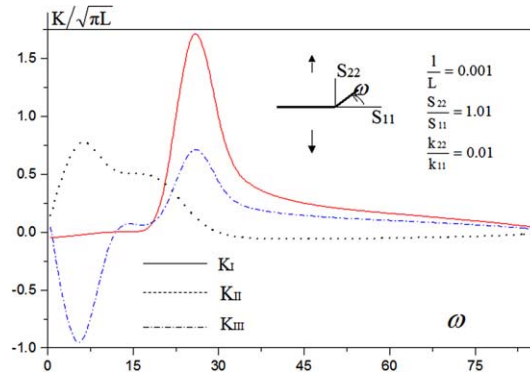 K/√πL
1.5
1.0
0.5
0.0
-0.5
-1.0
0 15 30 45 60 75
S22
ω
S11
1/L = 0.001
S22/S11 = 1.01
k22/k11 = 0.01
KI
KII
KIII
ω